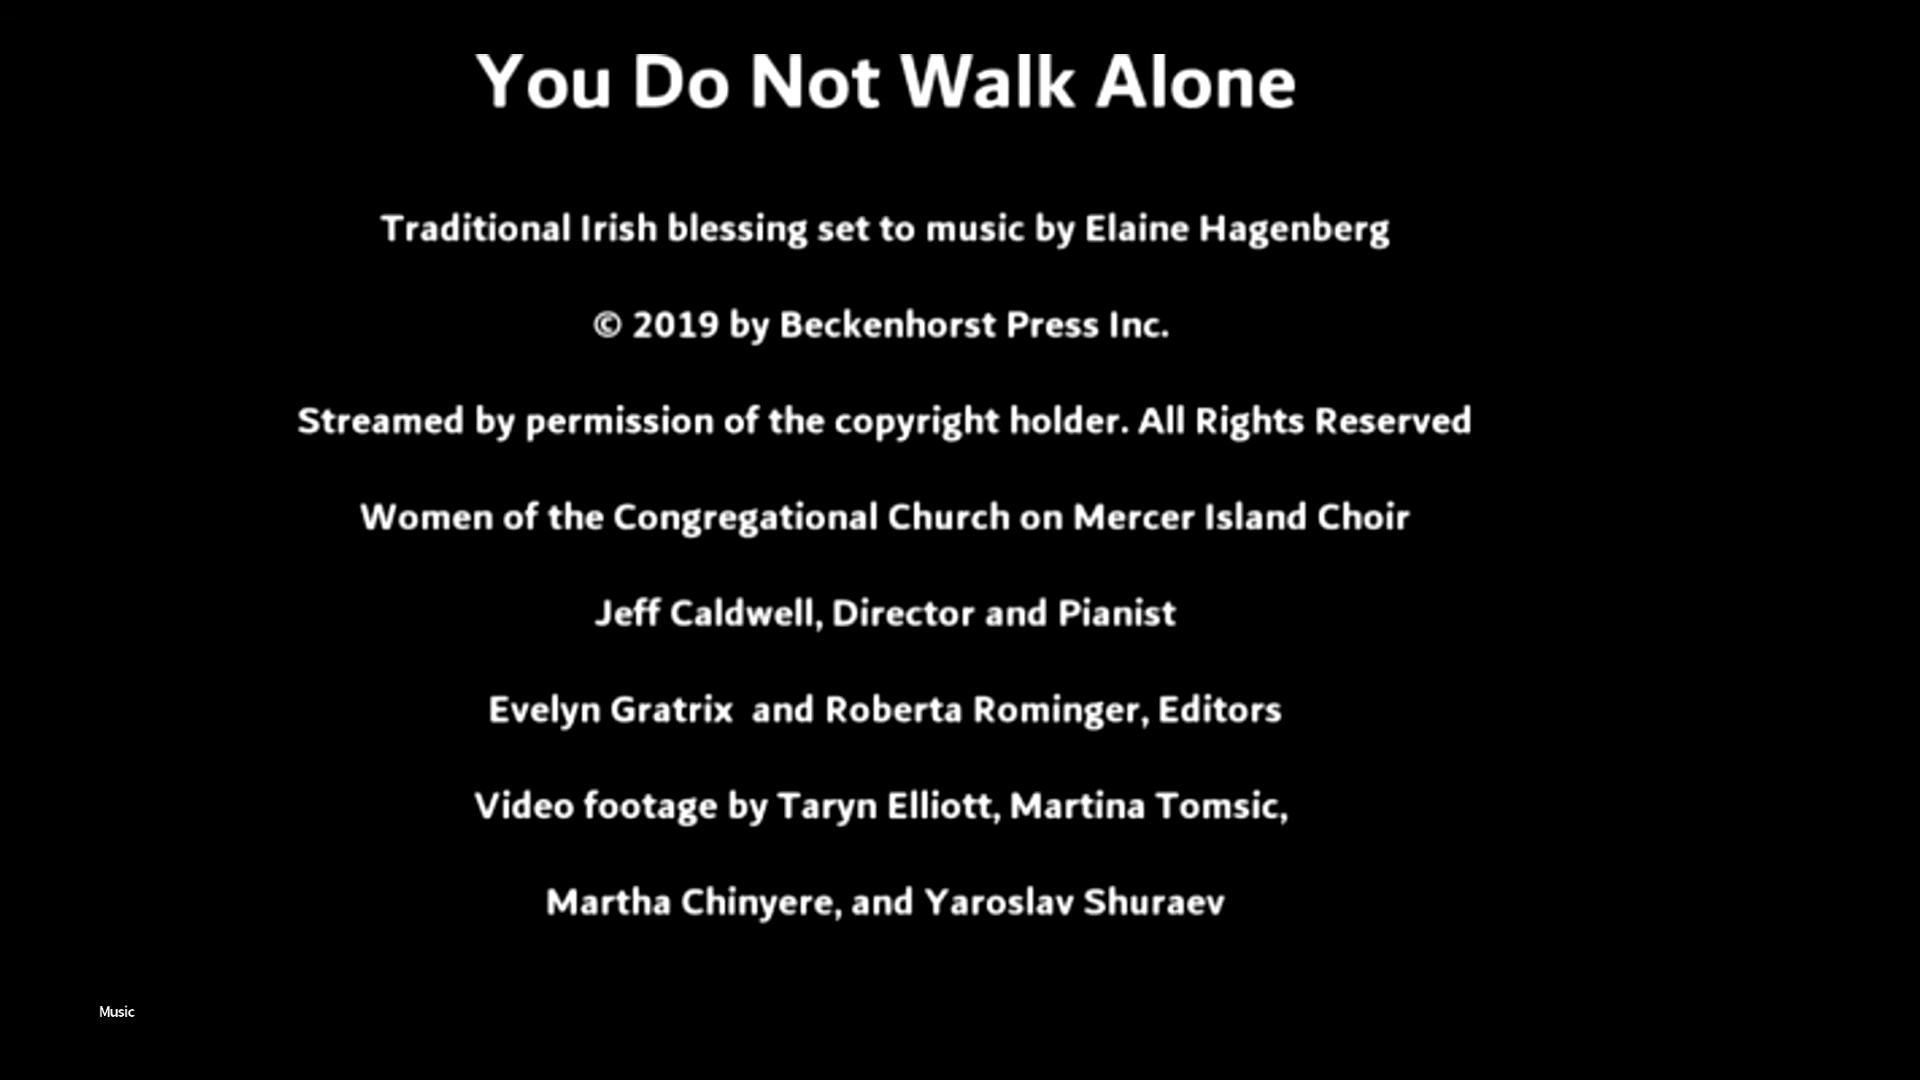 You Do Not Walk Alone
Traditional Irish blessing set to music by Elaine Hagenberg
© 2019 by Beckenhorst Press Inc.
Streamed by permission of the copyright holder. All Rights Reserved
Women of the Congregational Church on Mercer Island Choir
Jeff Caldwell, Director and Pianist
Evelyn Gratrix  and Roberta Rominger, Editors
Video footage by Taryn Elliott, Martina Tomsic,
Martha Chinyere, and Yaroslav Shuraev
Music